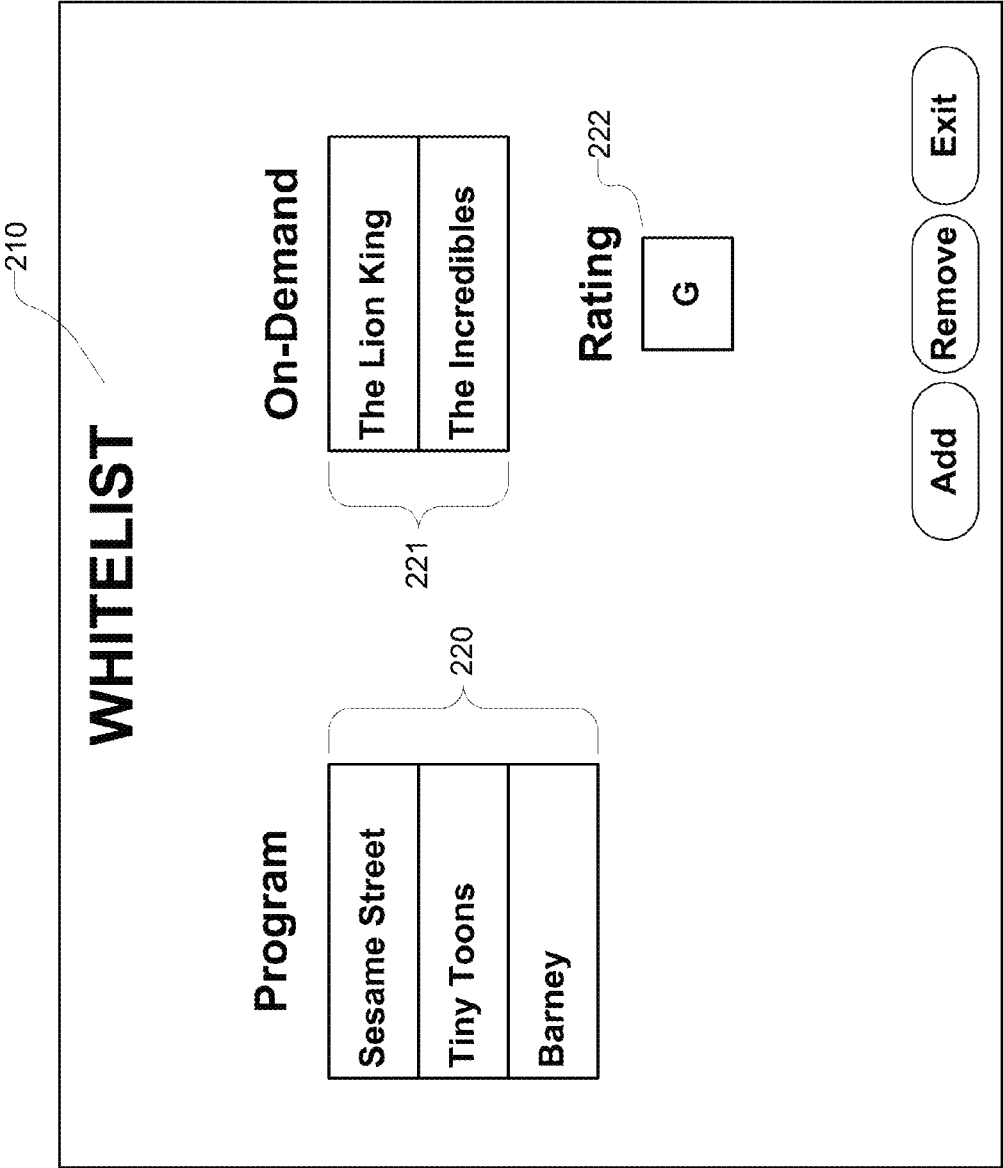 210
WHITELIST
Program
Sesame Street
Tiny Toons
Barney
220
On-Demand
The Lion King
The Incredibles
221
Rating
G
222
Add
Remove
Exit